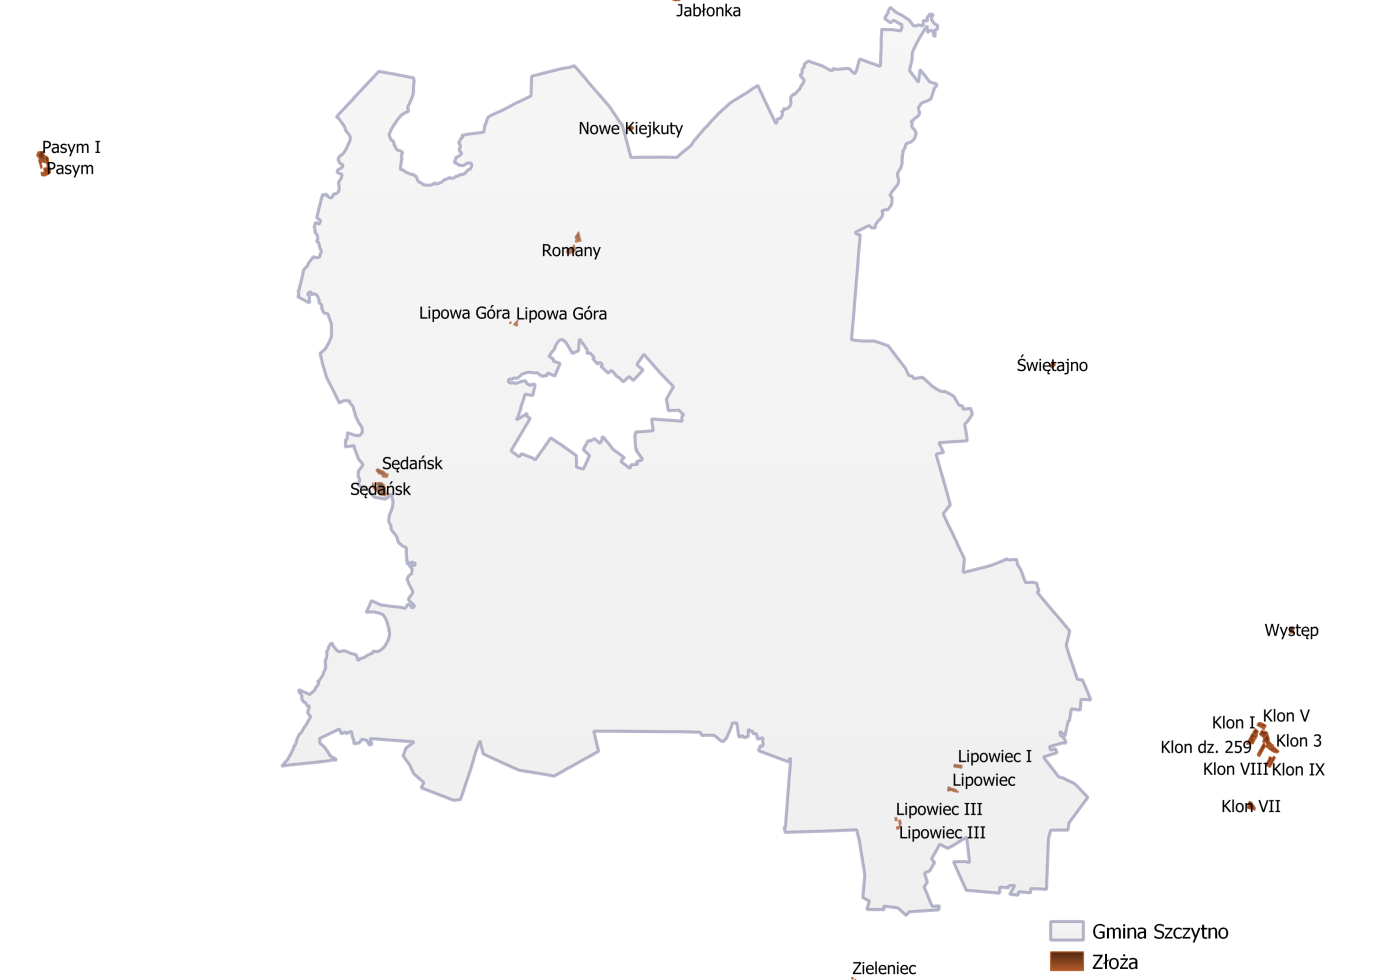 Jabłonka
Nowe Kiejkuty
Pasym I
Pasym
Romany
Lipowa Góra
Lipowa Góra
Świętajno
Sędańsk
Sędańsk
Występ
Klon V
Klon I
Klon 3
Klon dz. 259
Klon VIII
Klon IX
Klon VII
Lipowiec I
Lipowiec
Lipowiec III
Lipowiec III
Gmina Szczytno
Złoża
Zieleniec